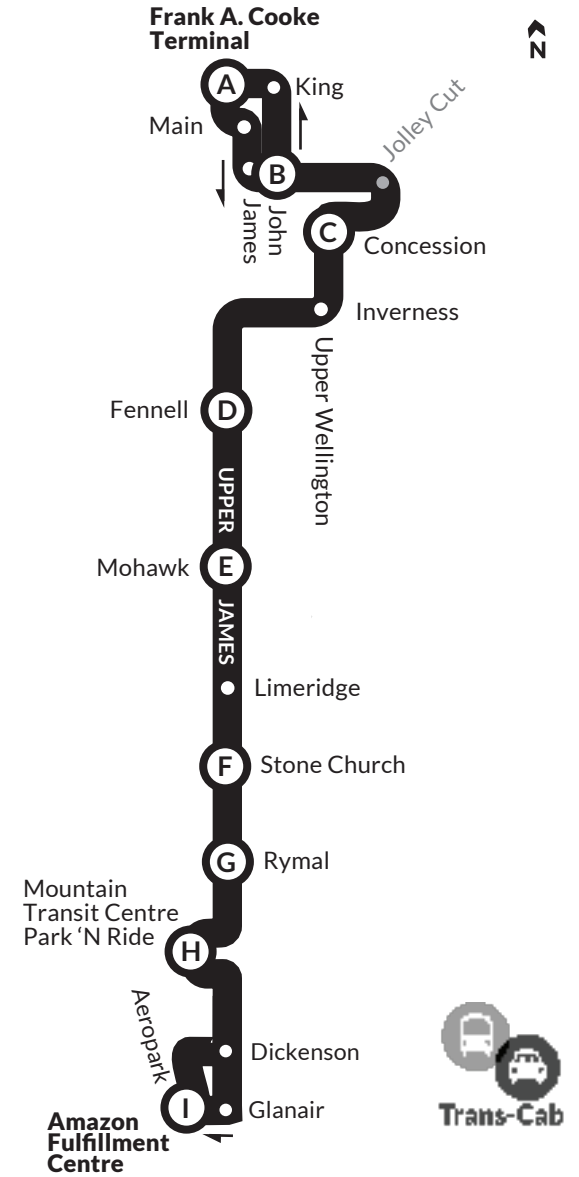 Frank A. Cooke
Terminal
N
A
King
Main
Jolley Cut
B
James
John
C
Concession
Inverness
Upper Wellington
Fennell
D
UPPER
Mohawk
E
JAMES
Limeridge
F
Stone Church
G
Rymal
Mountain
Transit Centre
Park ‘N Ride
H
Aeropark
Dickenson
I
Glanair
Amazon
Fulfillment
Centre
Trans-Cab